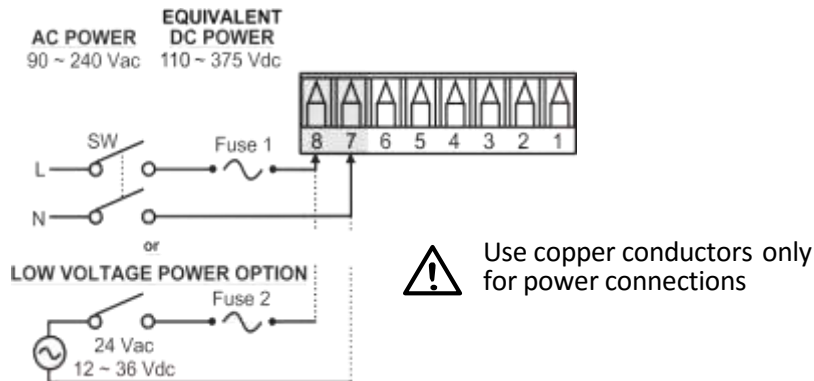 EQUIVALENT
AC POWER DC POWER
90 ~ 240 Vac 110 ~ 375 Vdc
SW Fuse 1
8 7 6 5 4 3 2 1
L
N
or
Use copper conductors only
for power connections
LOW VOLTAGE POWER OPTION
Fuse 2
24 Vac
12 ~ 36 Vdc